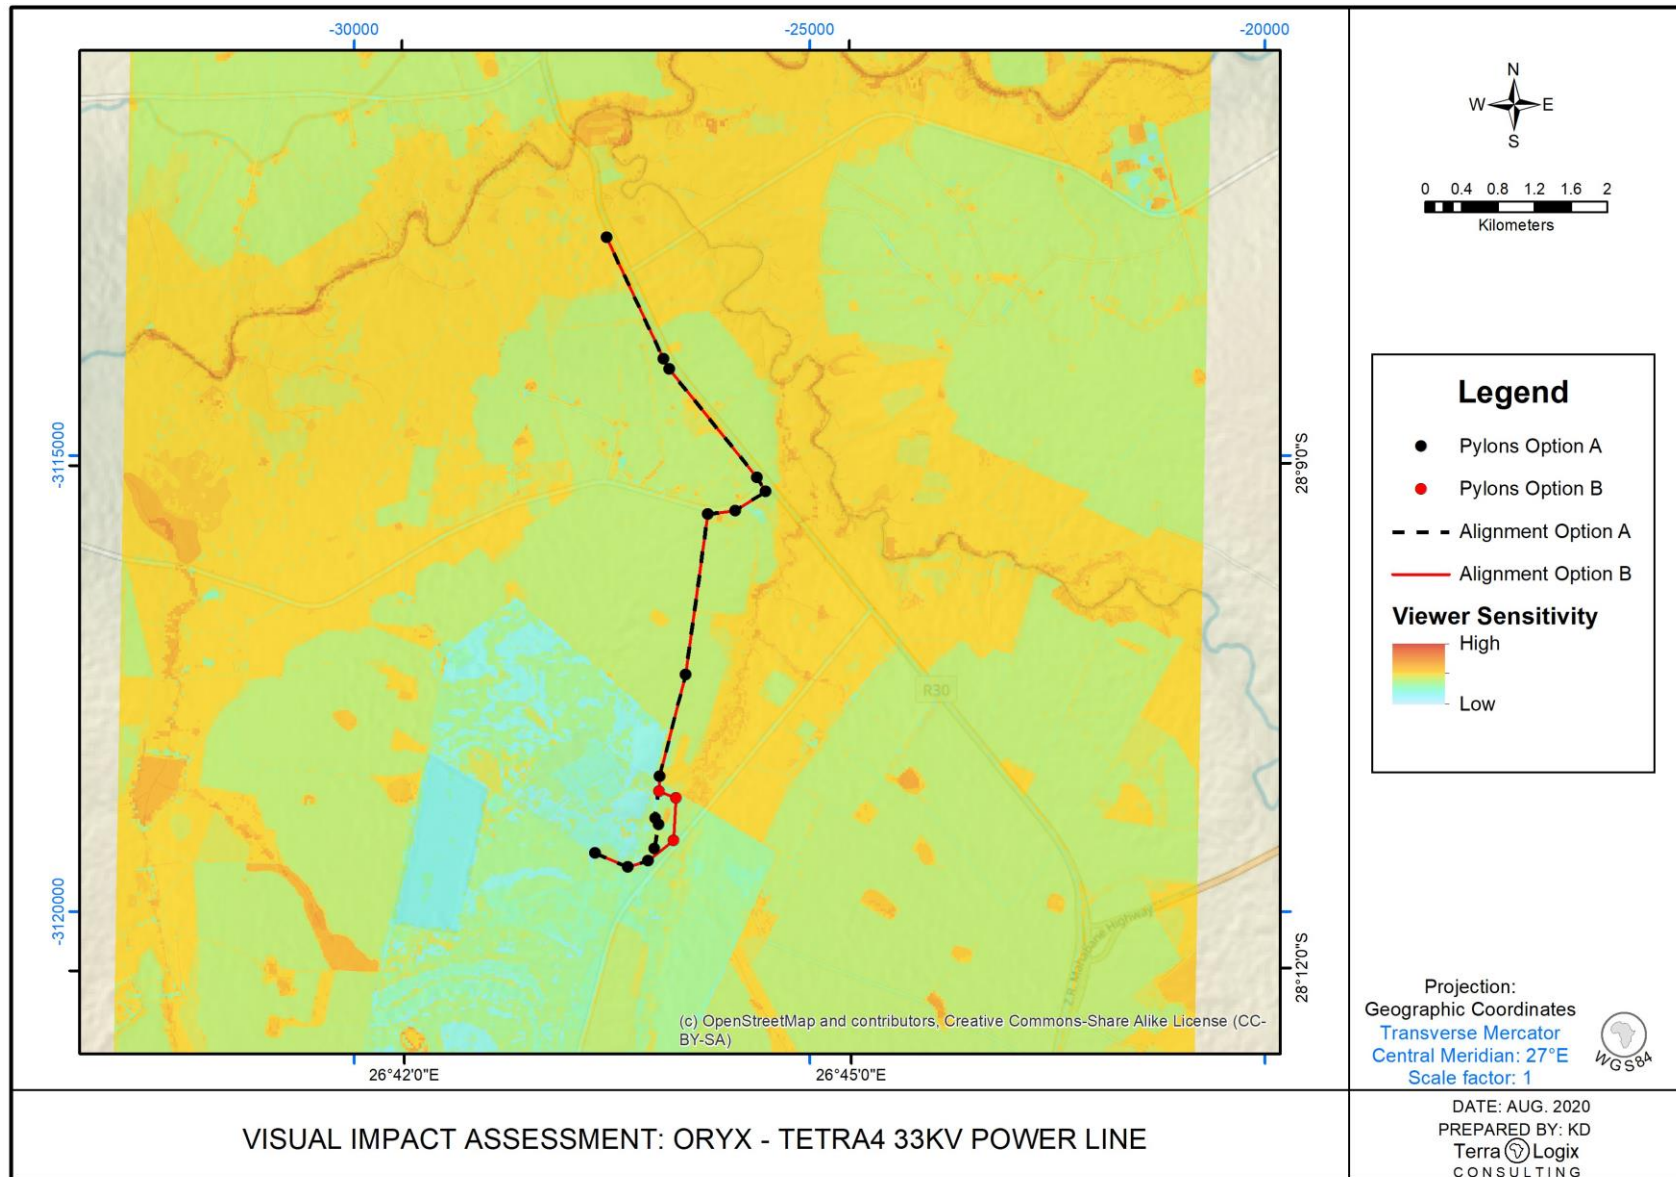 -30000
-25000
-20000
-3115000
-3120000
28°9'0"S
28°12'0"S
R30
Z.R. Mahabane Highway
(c) OpenStreetMap and contributors, Creative Commons-Share Alike License (CC-
BY-SA)
26°42'0"E
26°45'0"E
N
W
E
S
0 0.4 0.8 1.2 1.6 2
Kilometers
Legend
Pylons Option A
Pylons Option B
Alignment Option A
Alignment Option B
Viewer Sensitivity
High
Low
Projection:
Geographic Coordinates
Transverse Mercator
Central Meridian: 27°E
Scale factor: 1
WGS84
VISUAL IMPACT ASSESSMENT: ORYX - TETRA4 33KV POWER LINE
DATE: AUG. 2020
PREPARED BY: KD
Terra Logix
CONSULTING